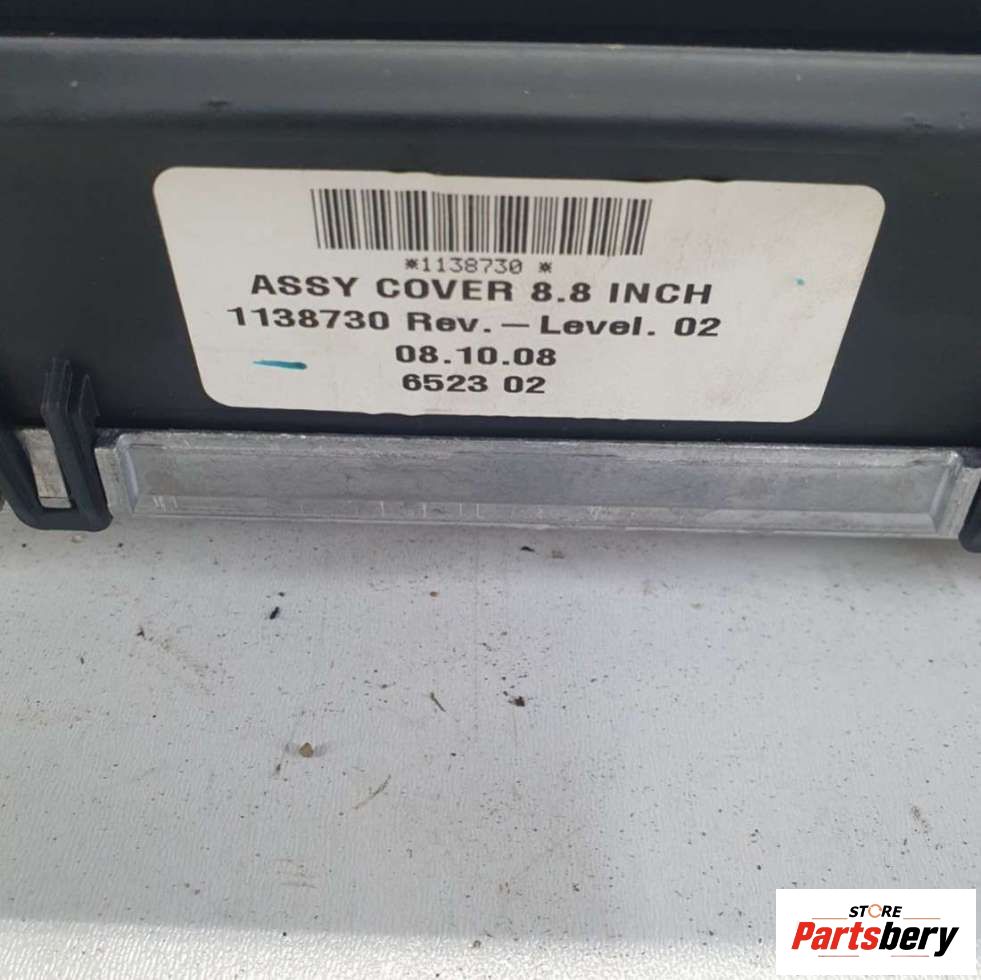 *1138730 *
ASSY COVER 8.8 INCH
1138730 Rev. – Level. 02
08.10.08
6523 02
STORE
Partsbery